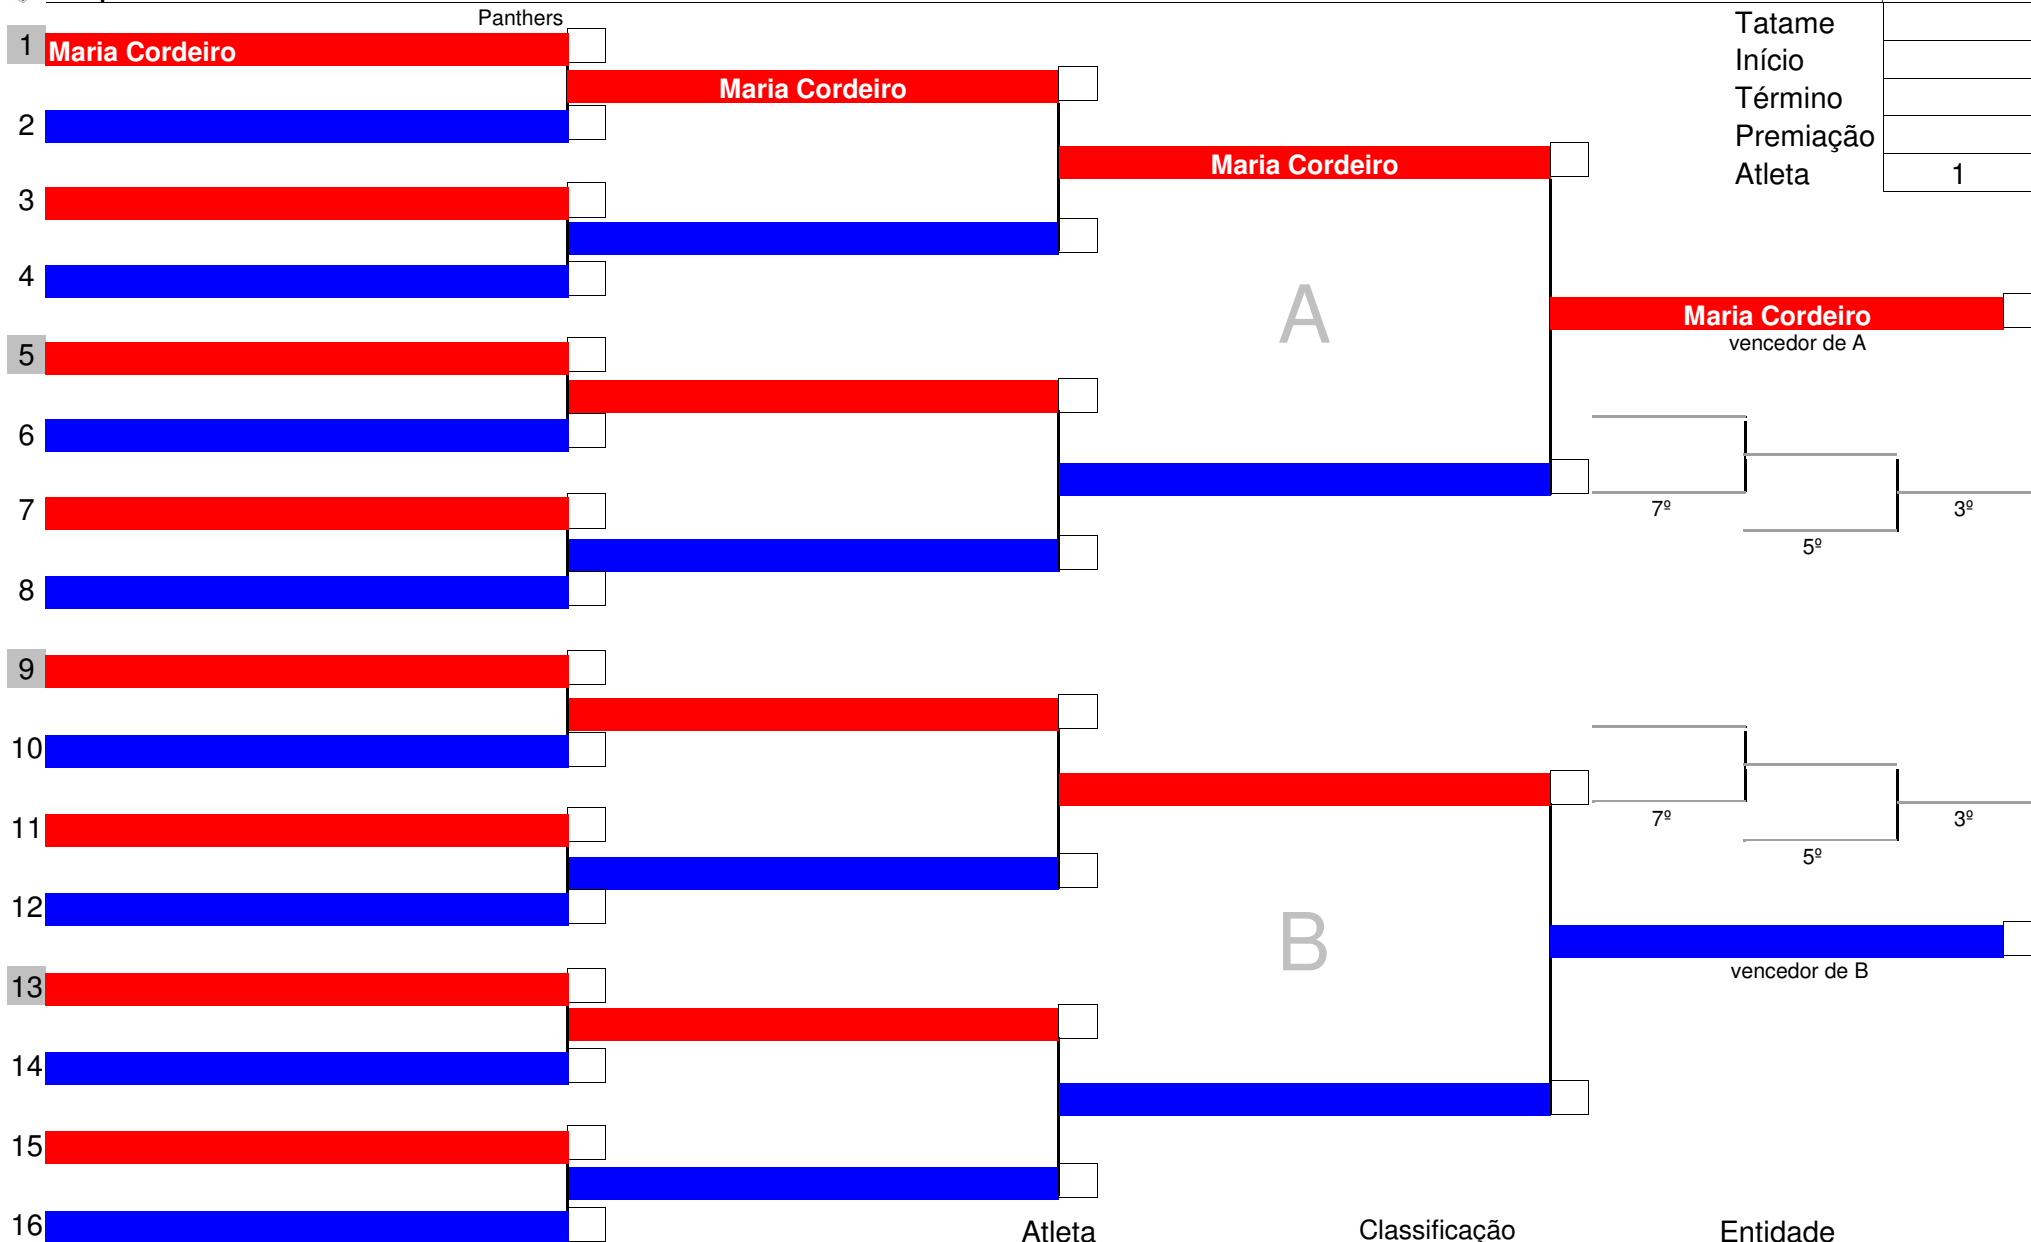 Panthers
Tatame
1 Maria Cordeiro
Início
Maria Cordeiro
Término
2
Premiação
Maria Cordeiro
Atleta 1
3
4
A
Maria Cordeiro
vencedor de A
5
6
7
7º
3º
5º
8
9
10
7º
3º
11
5º
12
B
vencedor de B
13
14
15
16
Atleta Classificação Entidade